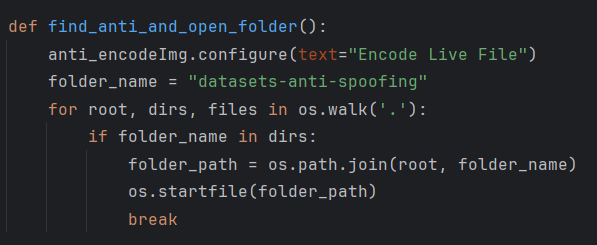 def find_anti_and_open_folder():
    anti_encodeImg.configure(text="Encode Live File")
    folder_name = "datasets-anti-spoofing"
    for root, dirs, files in os.walk('.'):
        if folder_name in dirs:
            folder_path = os.path.join(root, folder_name)
            os.startfile(folder_path)
            break